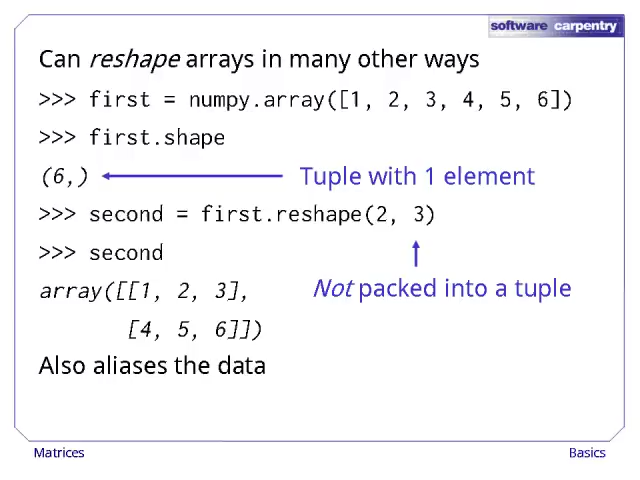 software carpentry
Can reshape arrays in many other ways
>>> first = numpy.array([1, 2, 3, 4, 5, 6])
>>> first.shape
(6,)
Tuple with 1 element
>>> second = first.reshape(2, 3)
>>> second
array([[1, 2, 3],
Not packed into a tuple
[4, 5, 6]])
Also aliases the data
Matrices
Basics